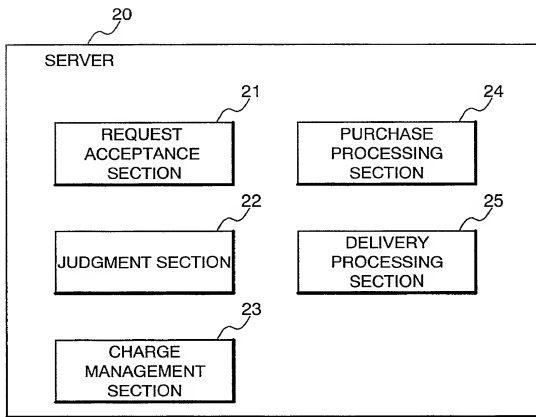 20
SERVER
21
REQUEST
ACCEPTANCE
SECTION
24
PURCHASE
PROCESSING
SECTION
22
JUDGMENT SECTION
25
DELIVERY
PROCESSING
SECTION
23
CHARGE
MANAGEMENT
SECTION